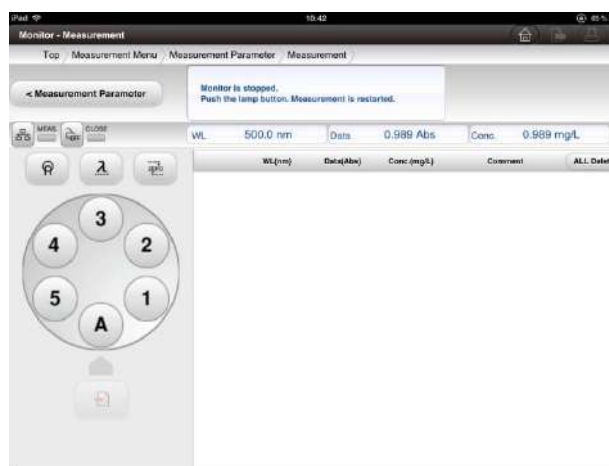 iPad 15:42 65 %
Monitor - Measurement
Top Measurement Menu Measurement Parameter Measurement
< Measurement Parameter
Monitor is stopped.
Push the lamp button. Measurement is restarted.
MEAS. CLOSE
WL 500.0 nm Data 0.989 Abs Conc. 0.989 mg/L
WL(nm) Data(Abs) Conc.(mg/L) Comment ALL Delet
λ
3
4 2
5 1
A